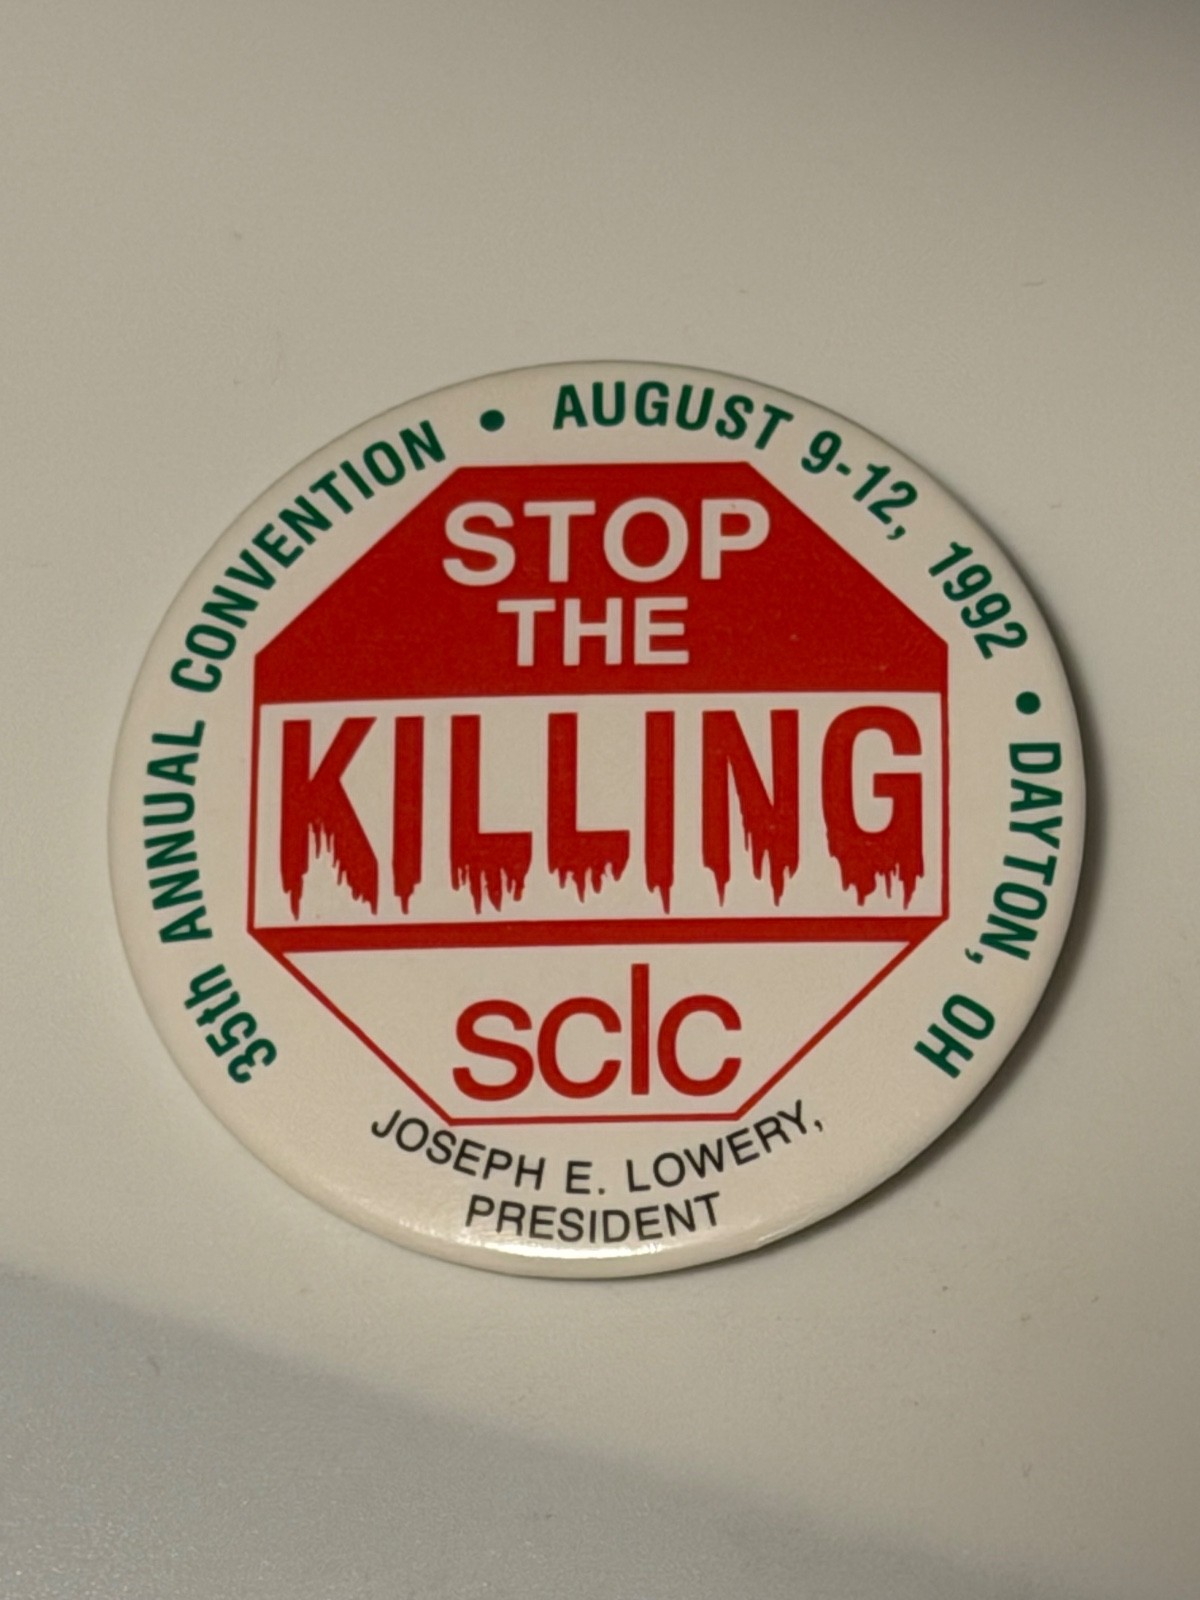 35th ANNUAL CONVENTION • AUGUST 9-12, 1992 • DAYTON, OH
STOP
THE
KILLING
sclc
JOSEPH E. LOWERY,
PRESIDENT